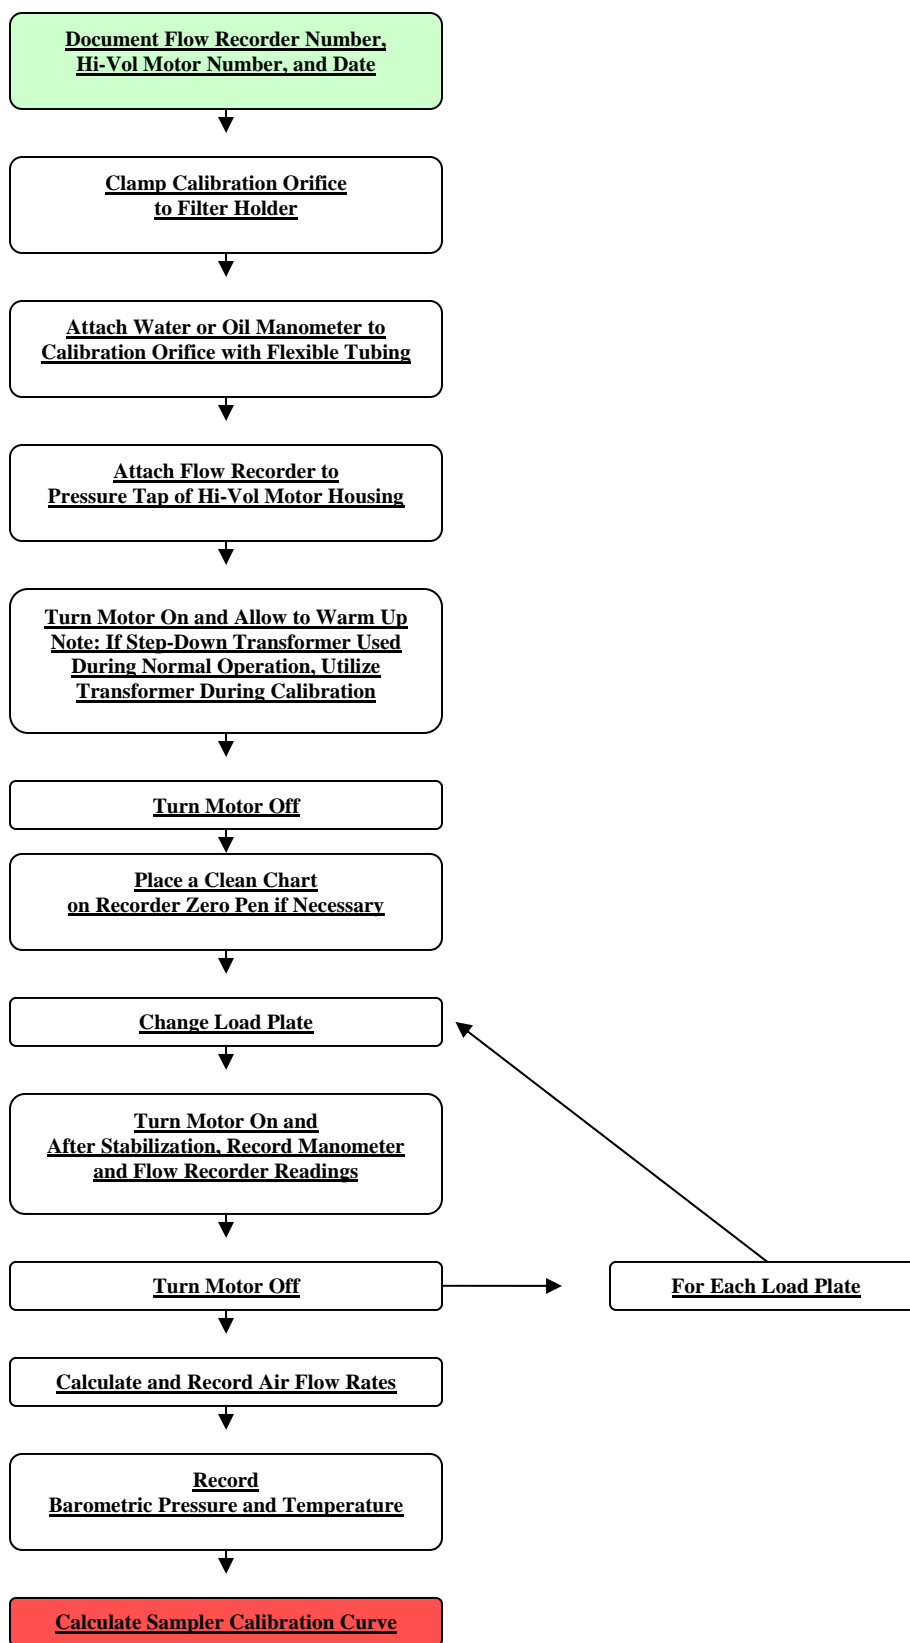 Document Flow Recorder Number,
Hi-Vol Motor Number, and Date
Clamp Calibration Orifice
to Filter Holder
Attach Water or Oil Manometer to
Calibration Orifice with Flexible Tubing
Attach Flow Recorder to
Pressure Tap of Hi-Vol Motor Housing
Turn Motor On and Allow to Warm Up
Note: If Step-Down Transformer Used
During Normal Operation, Utilize
Transformer During Calibration
Turn Motor Off
Place a Clean Chart
on Recorder Zero Pen if Necessary
Change Load Plate
Turn Motor On and
After Stabilization, Record Manometer
and Flow Recorder Readings
Turn Motor Off
For Each Load Plate
Calculate and Record Air Flow Rates
Record
Barometric Pressure and Temperature
Calculate Sampler Calibration Curve